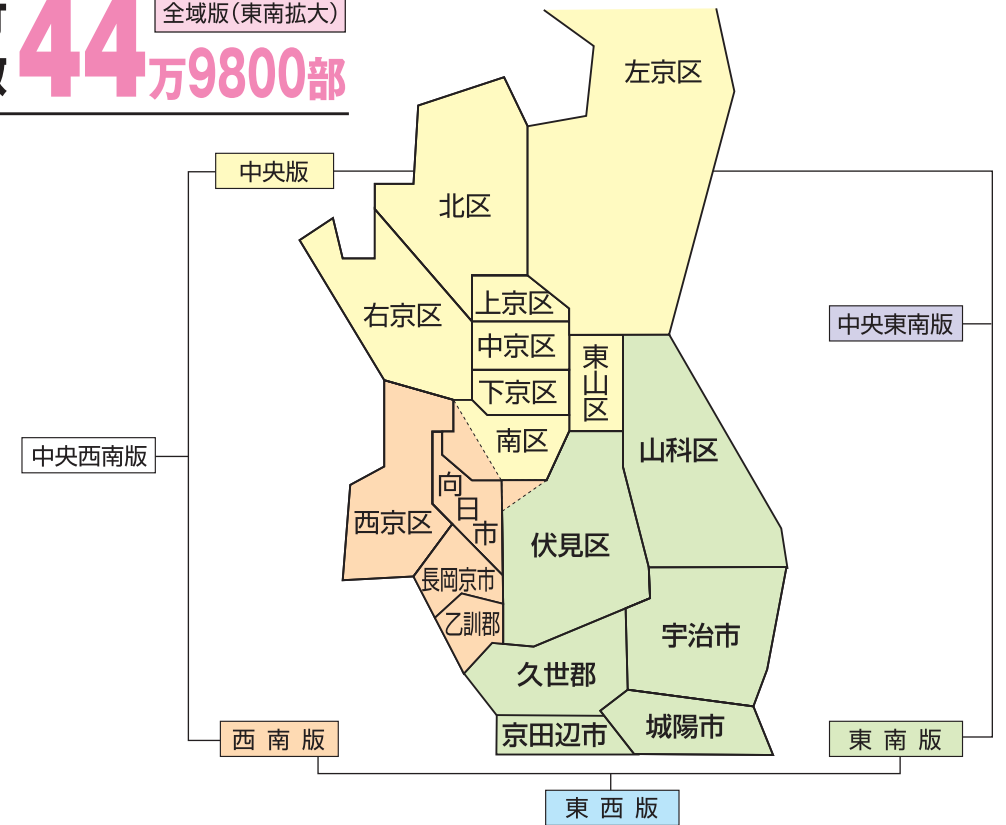 全域版(東南拡大)
44万9800部
左京区
中央版
北区
上京区
右京区
中京区
中央東南版
東山区
下京区
南区
山科区
中央西南版
向日市
西京区
伏見区
長岡京市
乙訓郡
宇治市
久世郡
城陽市
京田辺市
西南版
東南版
東西版